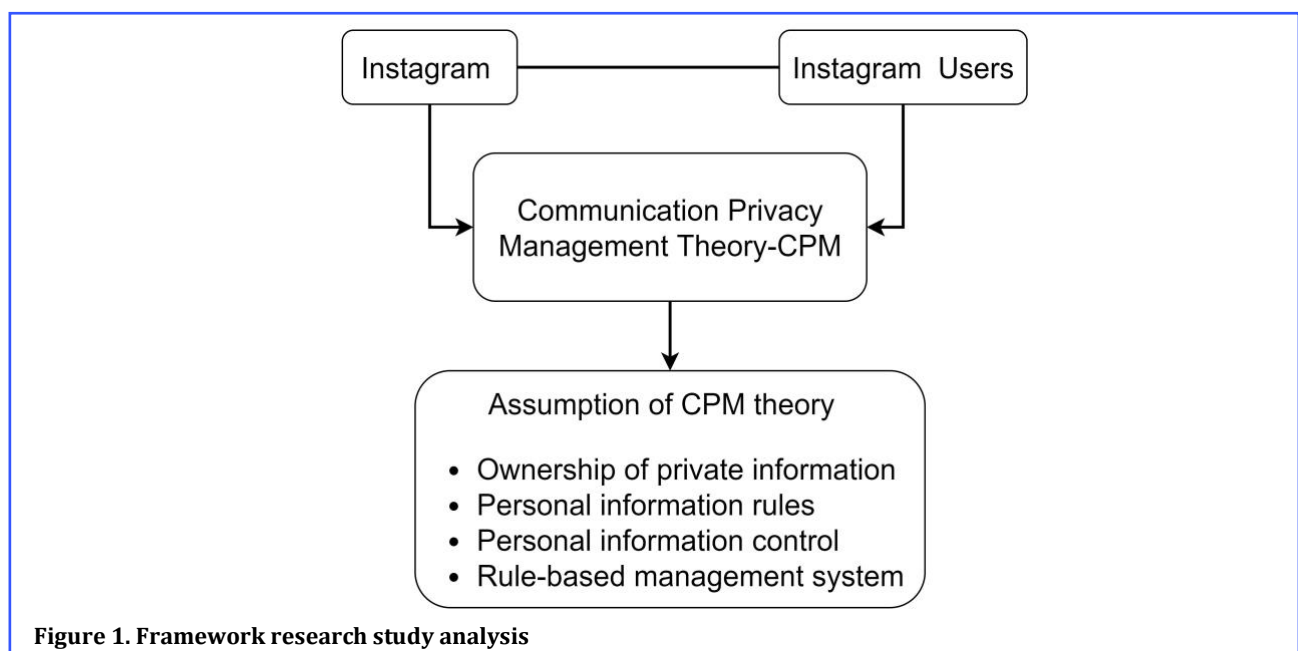 Instagram
Instagram Users
Communication Privacy
Management Theory-CPM
Assumption of CPM theory
• Ownership of private information
• Personal information rules
• Personal information control
• Rule-based management system
Figure 1. Framework research study analysis